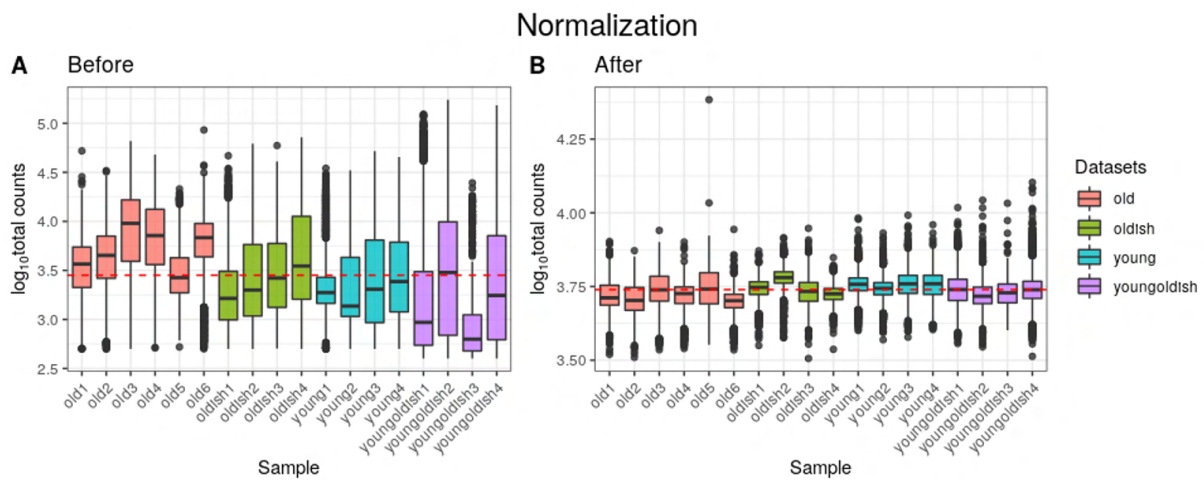 Normalization
A Before
B After
log10total counts
5.0
4.5
4.0
3.5
3.0
2.5
old1 old2 old3 old4 old5 old6 oldish1 oldish2 oldish3 oldish4 young1 young2 young3 young4 youngoldish1 youngoldish2 youngoldish3 youngoldish4
Sample
log10total counts
4.25
4.00
3.75
3.50
old1 old2 old3 old4 old5 old6 oldish1 oldish2 oldish3 oldish4 young1 young2 young3 young4 youngoldish1 youngoldish2 youngoldish3 youngoldish4
Sample
Datasets
old
oldish
young
youngoldish